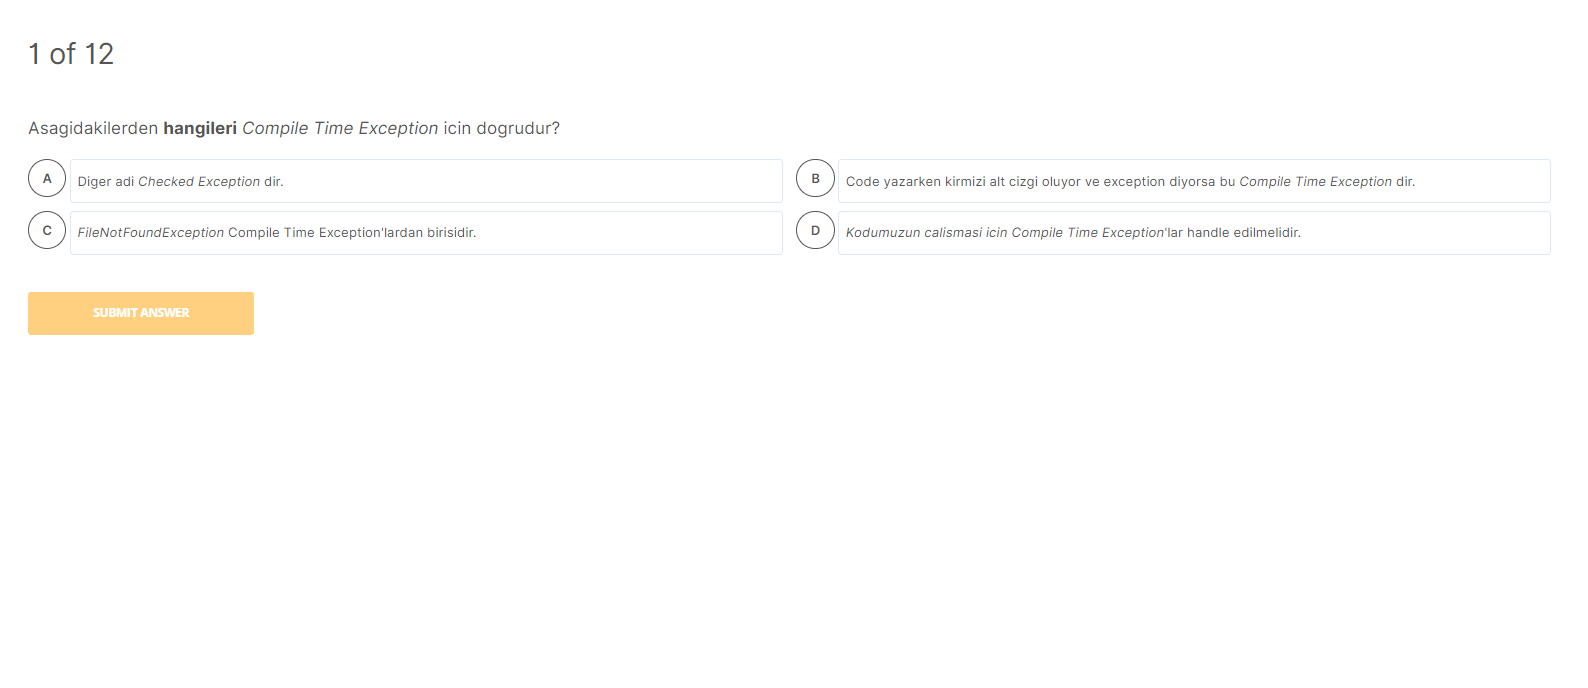 1 of 12
Asagidakilerden hangileri Compile Time Exception icin dogrudur?
A Diger adi Checked Exception dir.
B Code yazarken kirmizi alt cizgi oluyor ve exception diyorsa bu Compile Time Exception dir.
C FileNotFoundException Compile Time Exception'lardan birisidir.
D Kodumuzun calismasi icin Compile Time Exception'lar handle edilmelidir.
SUBMIT ANSWER